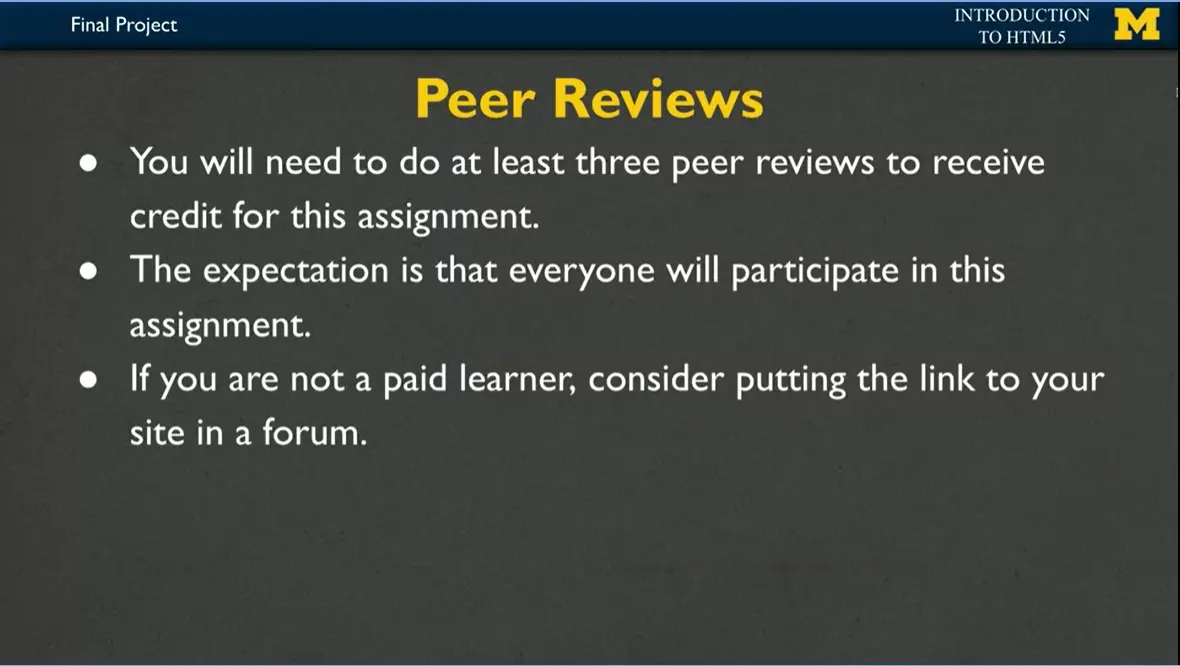 Final Project
INTRODUCTION
TO HTML5
M
Peer Reviews
● You will need to do at least three peer reviews to receive
credit for this assignment.
● The expectation is that everyone will participate in this
assignment.
● If you are not a paid learner, consider putting the link to your
site in a forum.